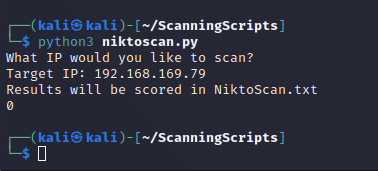 ┌──(kali㉿kali)-[~/ScanningScripts]
└─$ python3 niktoscan.py
What IP would you like to scan?
Target IP: 192.168.169.79
Results will be scored in NiktoScan.txt
0
┌──(kali㉿kali)-[~/ScanningScripts]
└─$